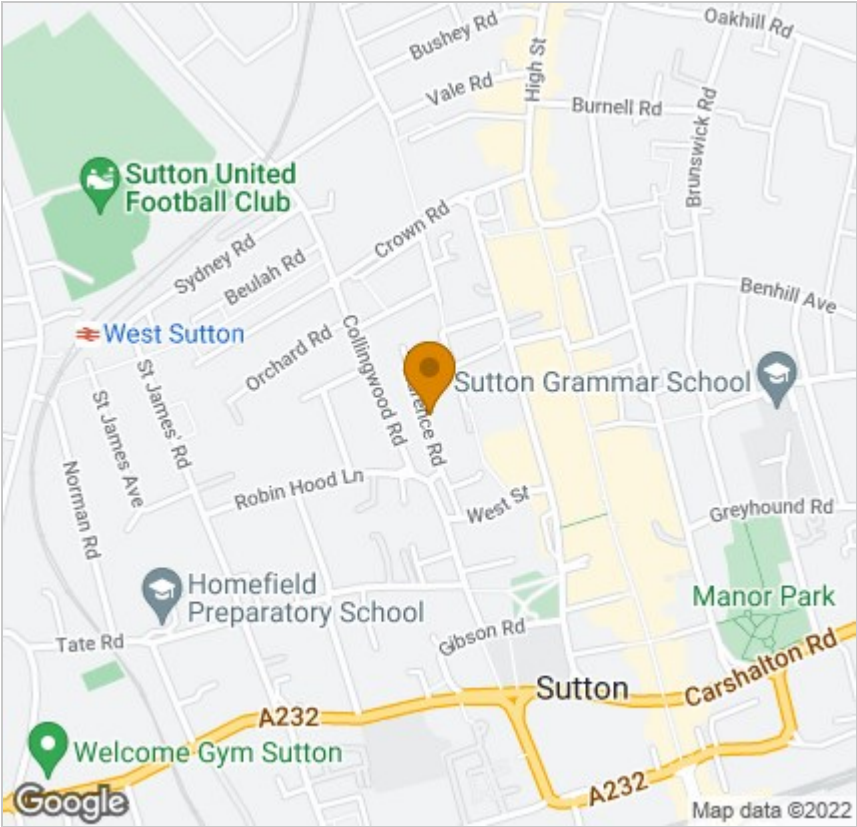 Oakhill Rd
Bushey Rd
High St
Vale Rd
Burnell Rd
Brunswick Rd
Sutton United
Football Club
Crown Rd
Sydney Rd
Beulah Rd
Benhill Ave
West Sutton
Orchard Rd
Collingwood Rd
St James' Rd
Sutton Grammar School
St James Ave
rence Rd
Norman Rd
Robin Hood Ln
West St
Greyhound Rd
Homefield
Preparatory School
Manor Park
Gibson Rd
Tate Rd
Carshalton Rd
Sutton
A232
Welcome Gym Sutton
A232
Google
Map data ©2022